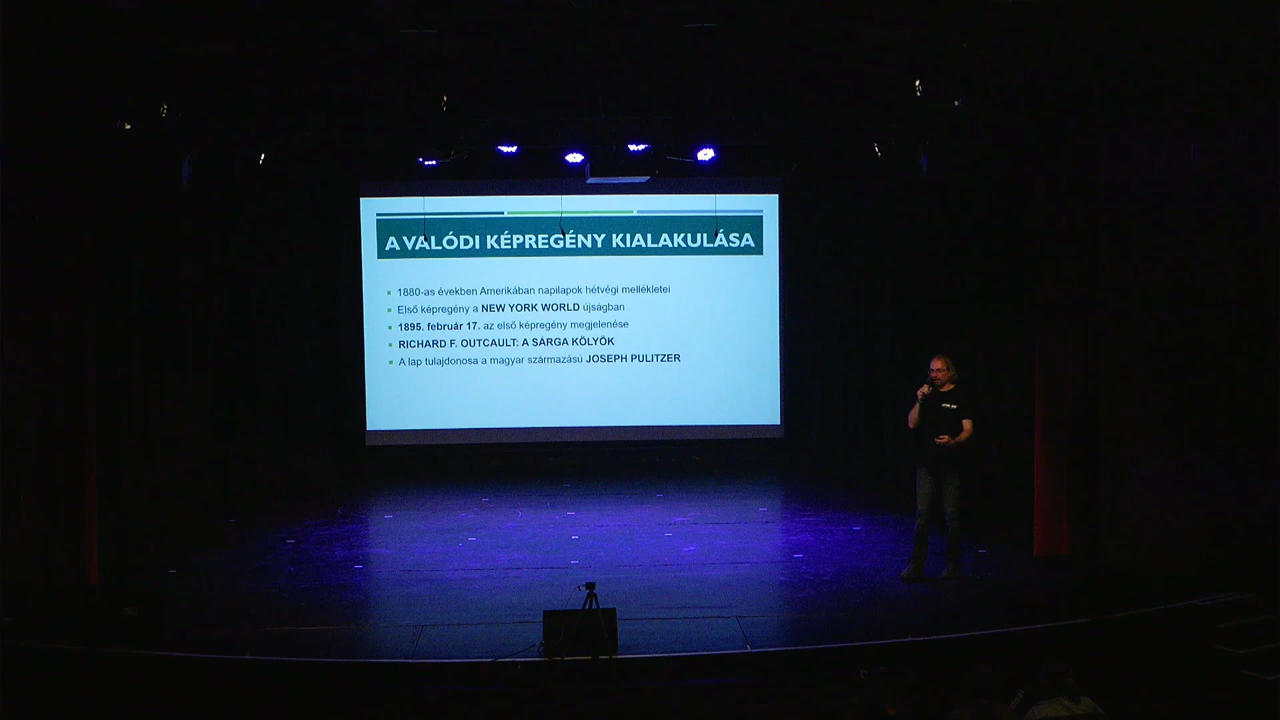 A VALÓDI KÉPREGÉNY KIALAKULÁSA
1880-as években Amerikában napilapok hétvégi mellékletei
Első képregény a NEW YORK WORLD újságban
1895. február 17. az első képregény megjelenése
RICHARD F. OUTCAULT: A SÁRGA KÖLYÖK
A lap tulajdonosa a magyar származású JOSEPH PULITZER